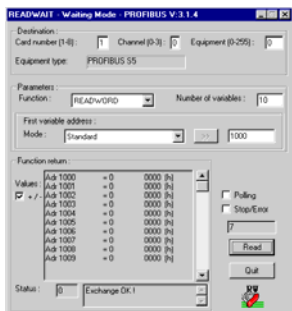 READWAIT - Waiting Mode - PROFIBUS V:3.1.4
Destination :
Card number (1-8) : 1 Channel (0-3) : 0 Equipment (0-255) : 0
Equipment type: PROFIBUS S5
Parameters :
Function : READWORD Number of variables : 10
First variable address :
Mode : Standard >> 1000
Function return :
Values : + / -
Adr 1000 = 0 0000 [h]
Adr 1001 = 0 0000 [h]
Adr 1002 = 0 0000 [h]
Adr 1003 = 0 0000 [h]
Adr 1004 = 0 0000 [h]
Adr 1005 = 0 0000 [h]
Adr 1006 = 0 0000 [h]
Adr 1007 = 0 0000 [h]
Adr 1008 = 0 0000 [h]
Adr 1009 = 0 0000 [h]
Polling
Stop/Error
7
Read
Quit
Status : 0 Exchange OK !
RW